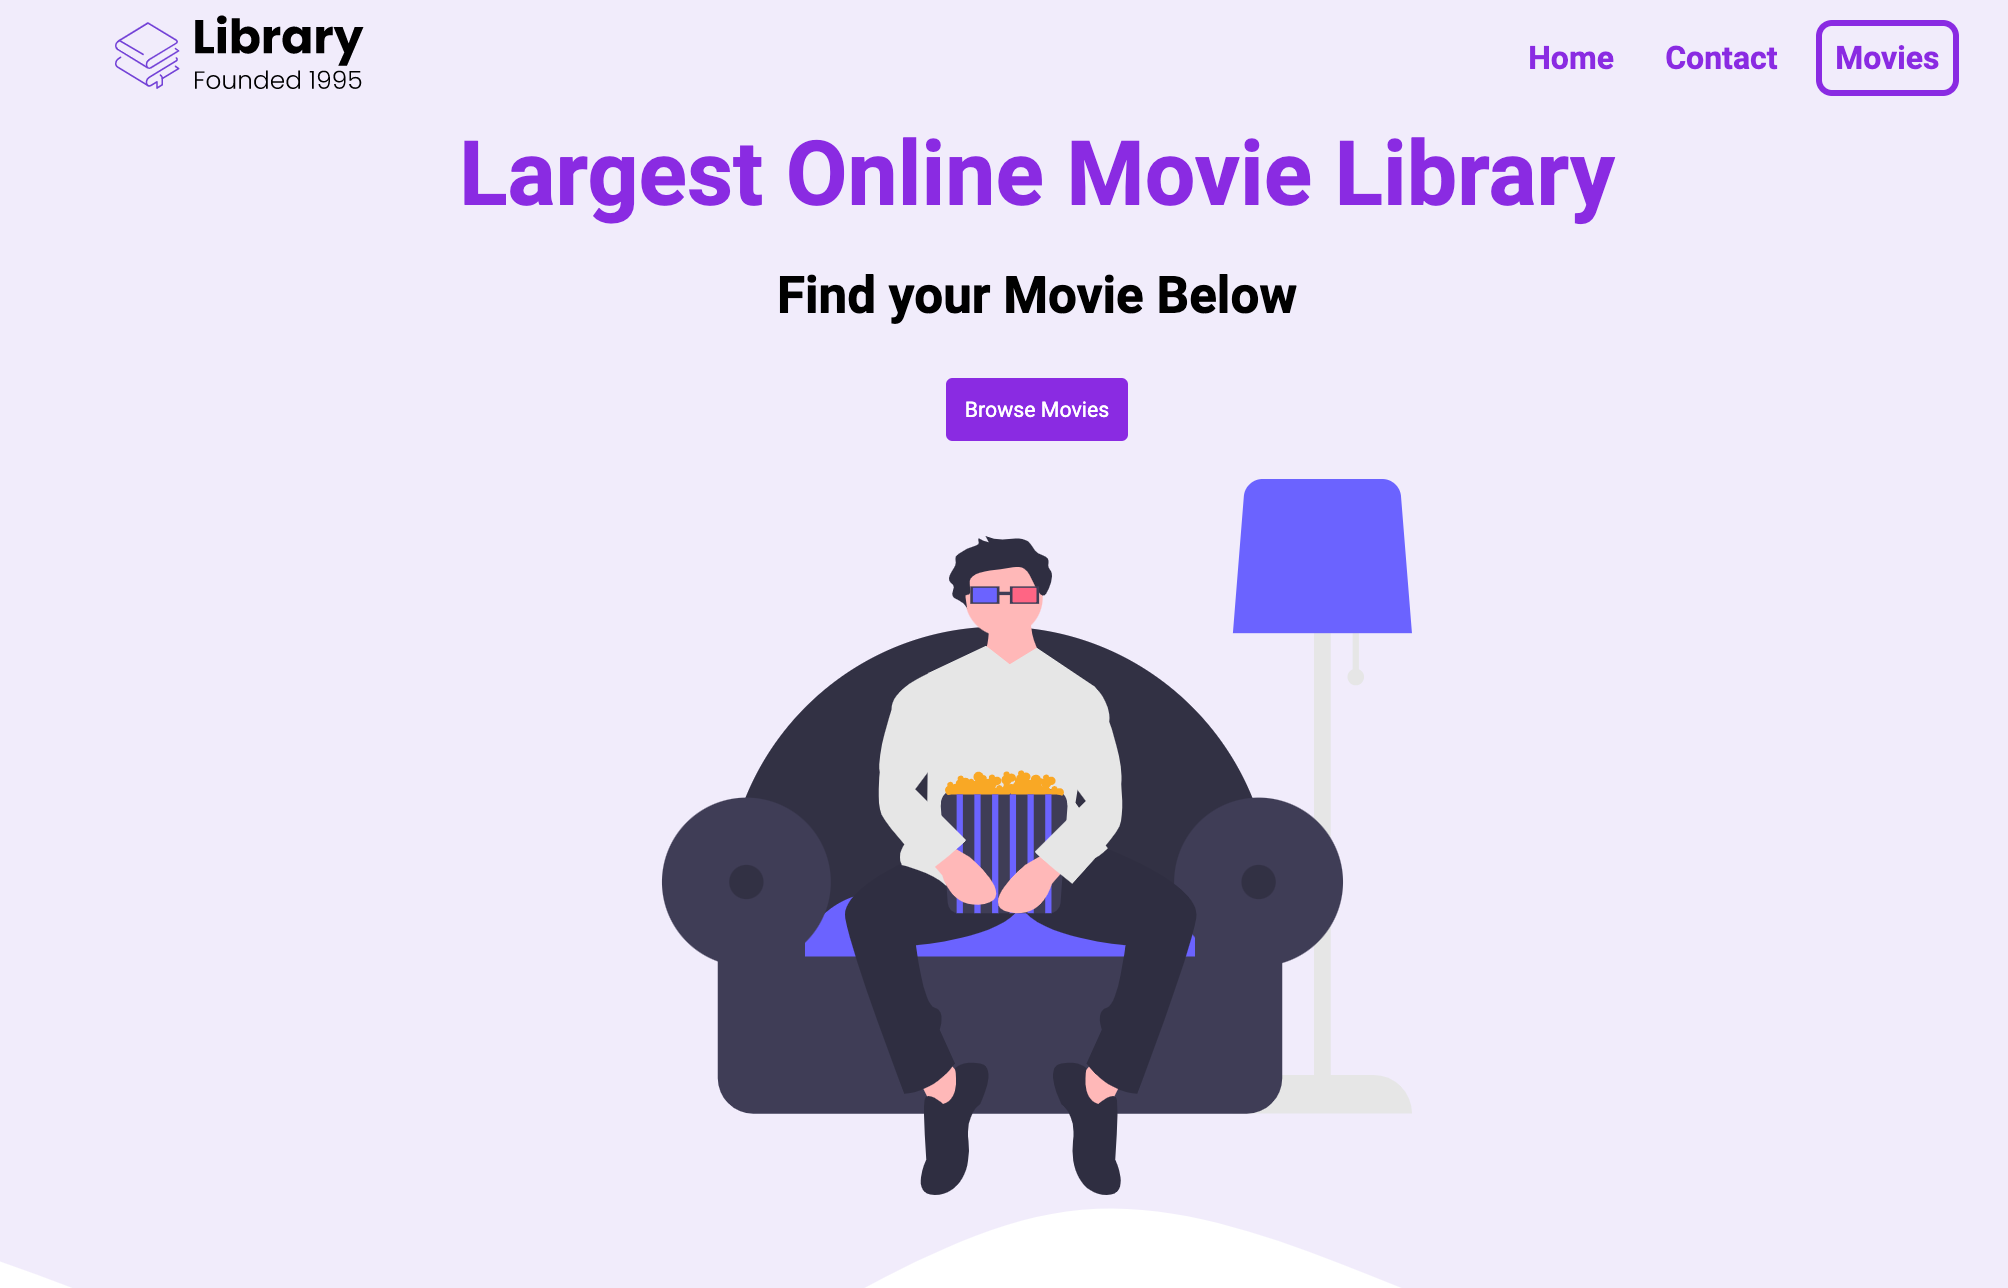 Library
Founded 1995
Home
Contact
Movies
Largest Online Movie Library
Find your Movie Below
Browse Movies